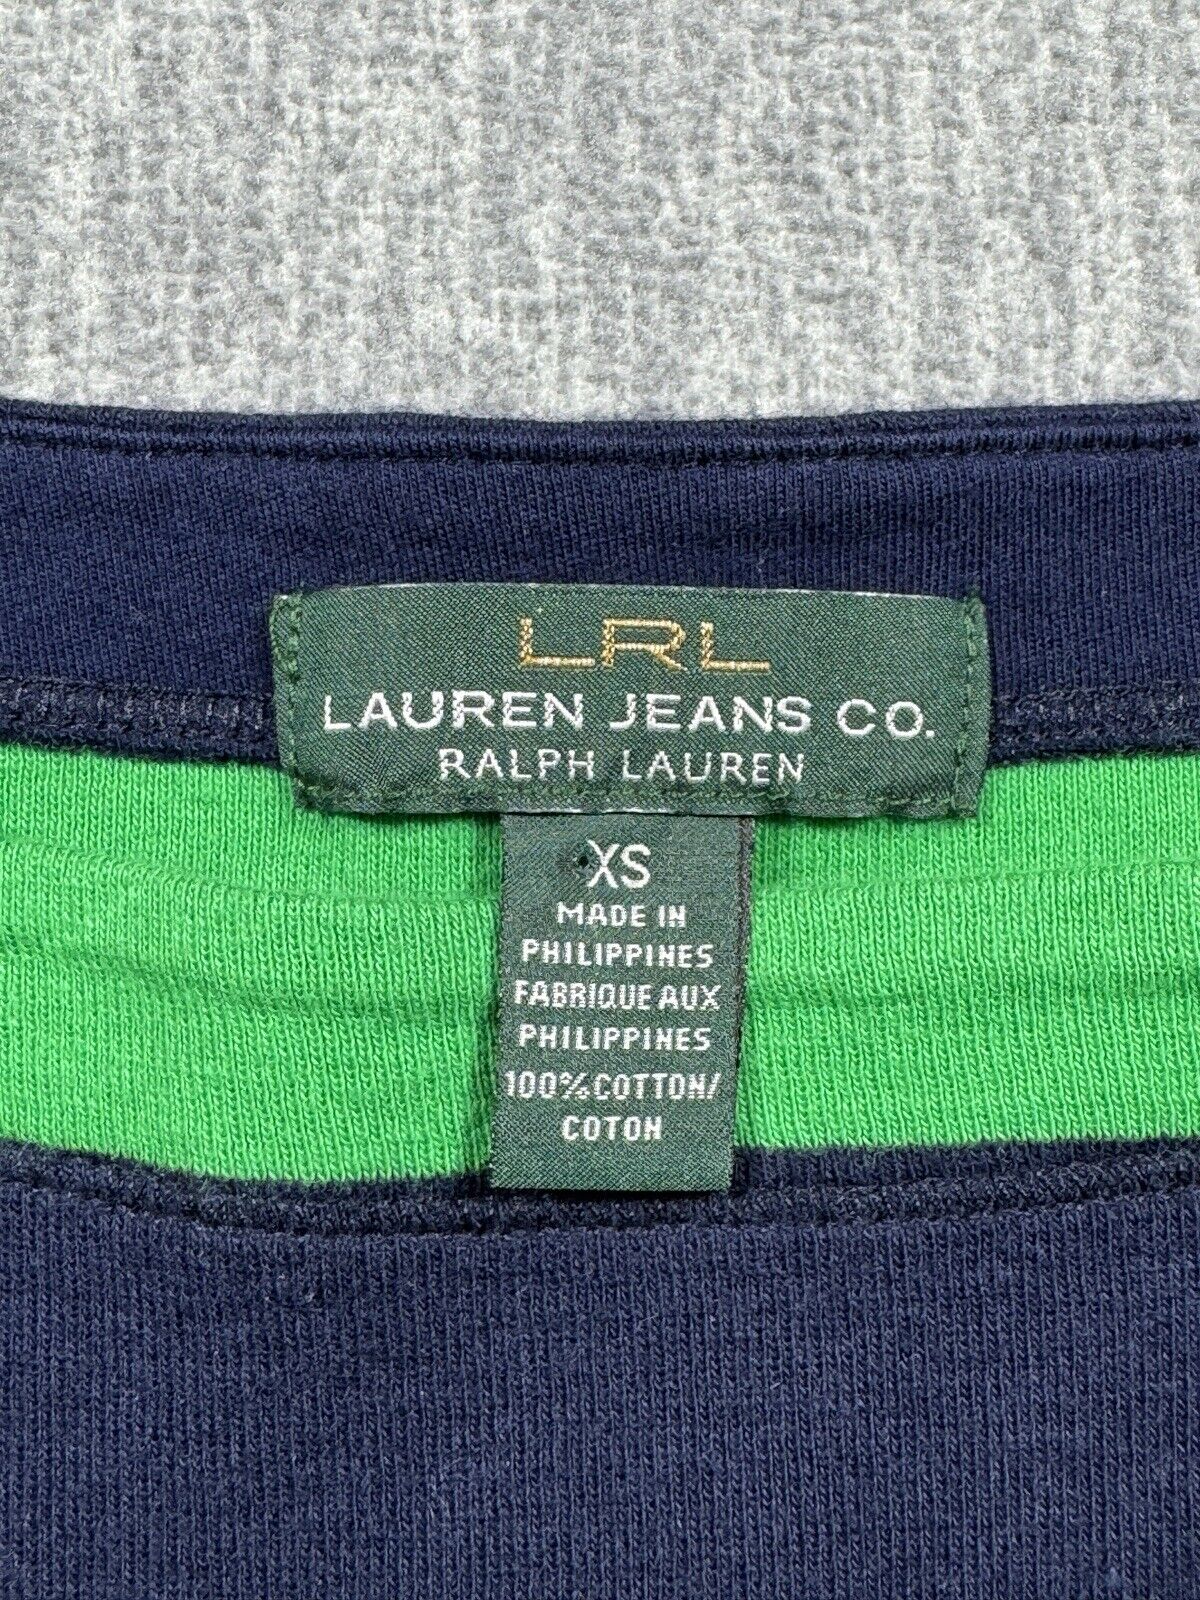 LRL
LAUREN JEANS CO.
RALPH LAUREN
XS
MADE IN
PHILIPPINES
FABRIQUE AUX
PHILIPPINES
100% COTTON/
COTON